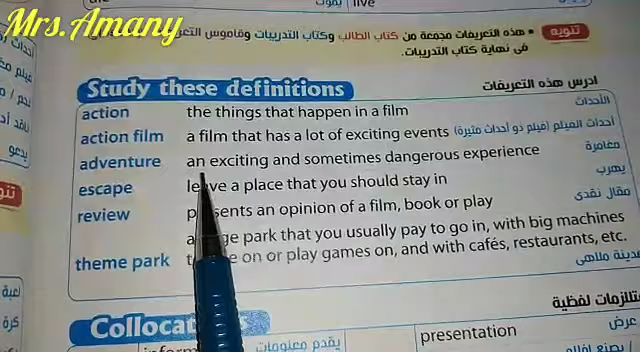 Mrs.Amany
live
يموت
تنويه
• هذه التعريفات مجمعة من كتاب الطالب وكتاب التدريبات وقاموس
فى نهاية كتاب التدريبات.
Study these definitions
ادرس هذه التعريفات
action the things that happen in a film الأحداث
action film a film that has a lot of exciting events أحداث الفيلم (فيلم ذو أحداث مثيرة)
adventure an exciting and sometimes dangerous experience مغامرة
escape leave a place that you should stay in يهرب
review presents an opinion of a film, book or play مقال نقدى
park that you usually pay to go in, with big machines
theme park on or play games on, and with cafés, restaurants, etc. مدينة ملاهى
متلازمات لفظية
presentation عرض
يقدم معلومات